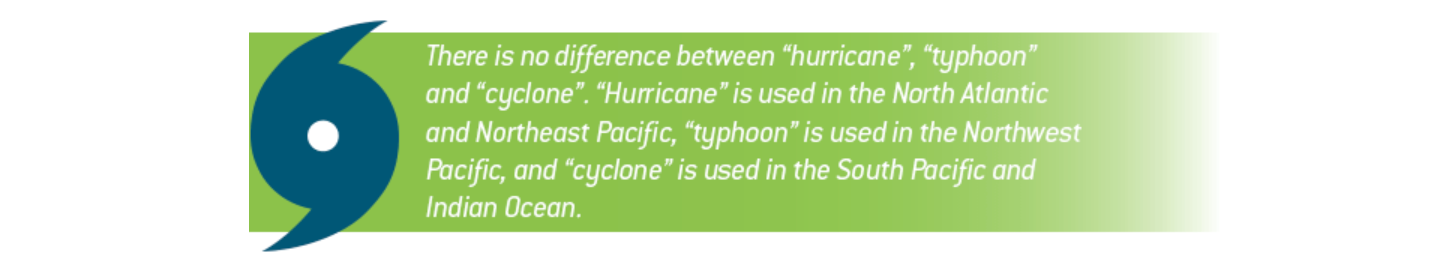 There is no difference between “hurricane”, “typhoon”
and “cyclone”. “Hurricane” is used in the North Atlantic
and Northeast Pacific, “typhoon” is used in the Northwest
Pacific, and “cyclone” is used in the South Pacific and
Indian Ocean.